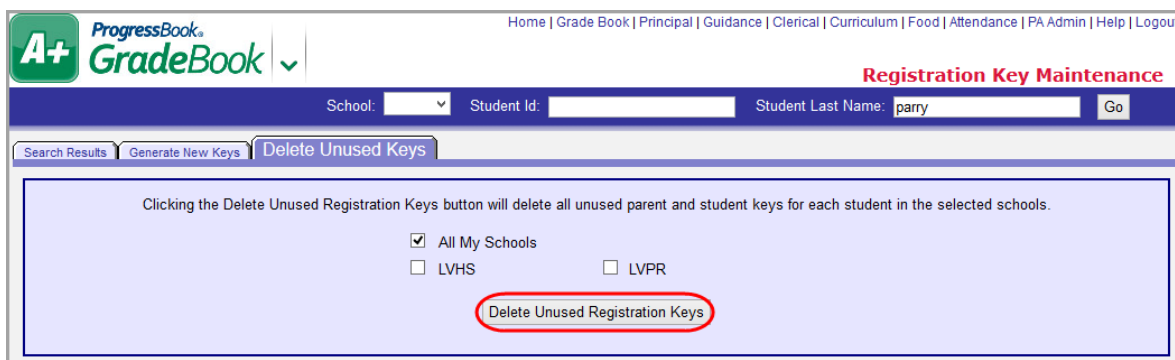 Home | Grade Book | Principal | Guidance | Clerical | Curriculum | Food | Attendance | PA Admin | Help | Logou
A+
ProgressBook®
GradeBook
Registration Key Maintenance
School: Student Id: Student Last Name: parry Go
Search Results Generate New Keys Delete Unused Keys
Clicking the Delete Unused Registration Keys button will delete all unused parent and student keys for each student in the selected schools.
All My Schools
LVHS LVPR
Delete Unused Registration Keys